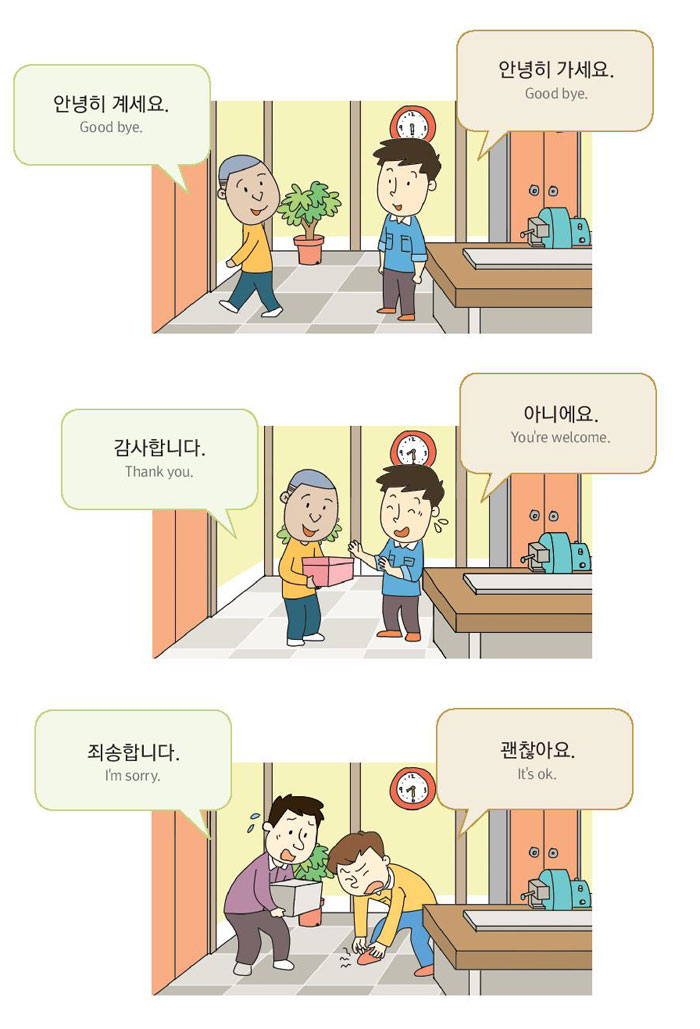 안녕히 계세요.
Good bye.
안녕히 가세요.
Good bye.
감사합니다.
Thank you.
아니에요.
You're welcome.
죄송합니다.
I'm sorry.
괜찮아요.
It's ok.